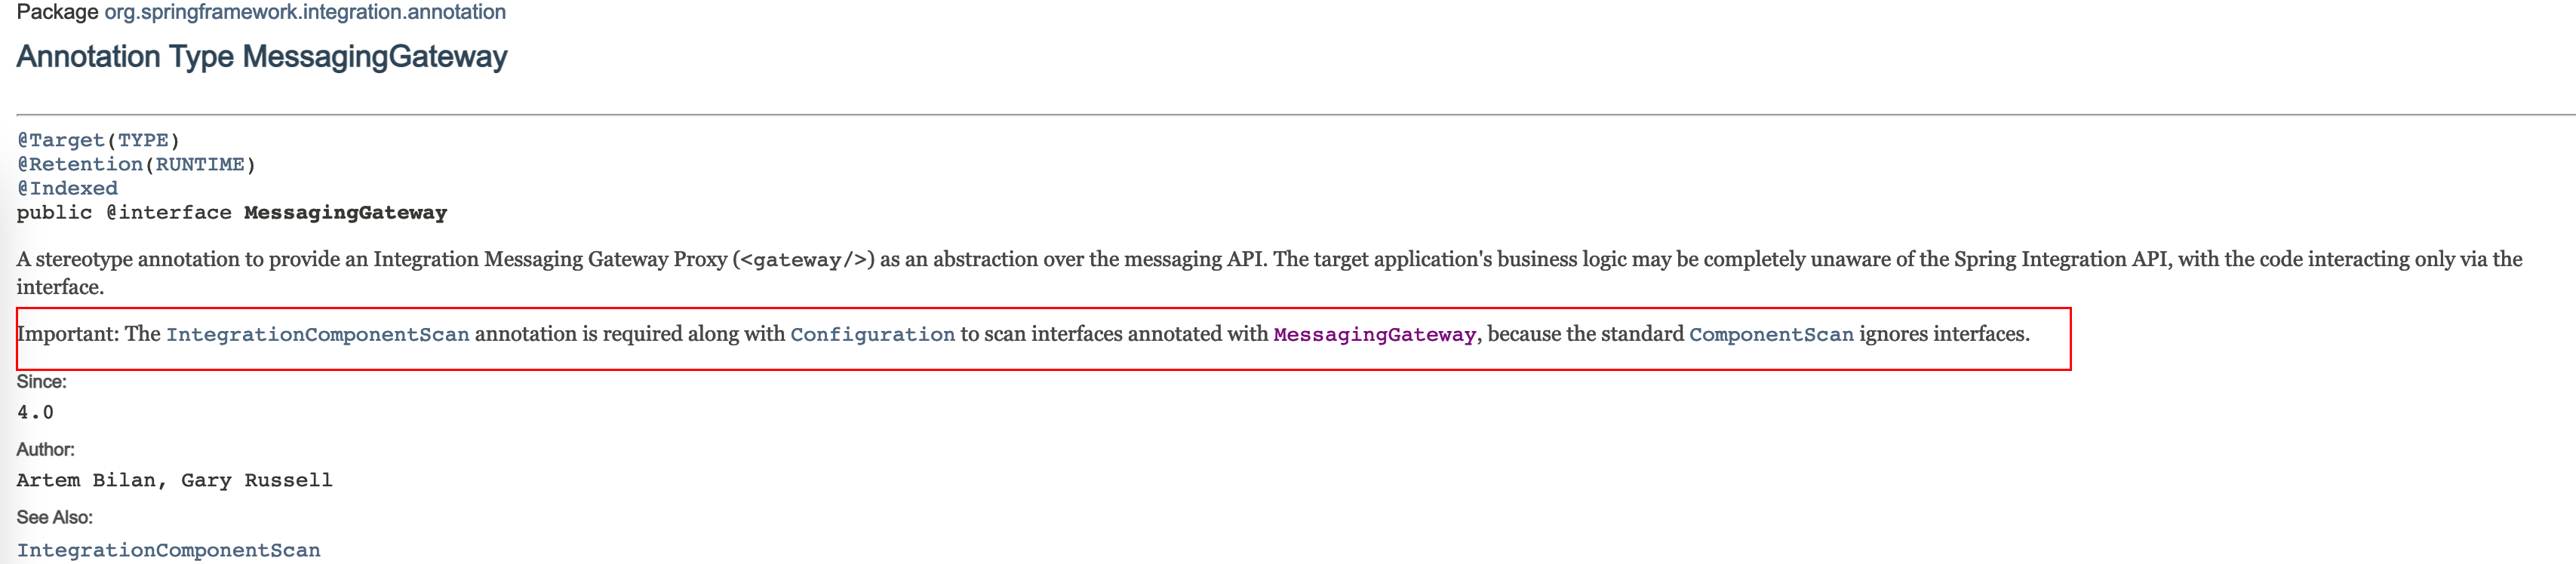 Package org.springframework.integration.annotation
Annotation Type MessagingGateway
@Target(TYPE)
@Retention(RUNTIME)
@Indexed
public @interface MessagingGateway
A stereotype annotation to provide an Integration Messaging Gateway Proxy (<gateway/>) as an abstraction over the messaging API. The target application's business logic may be completely unaware of the Spring Integration API, with the code interacting only via the
interface.
Important: The IntegrationComponentScan annotation is required along with Configuration to scan interfaces annotated with MessagingGateway, because the standard ComponentScan ignores interfaces.
Since:
4.0
Author:
Artem Bilan, Gary Russell
See Also:
IntegrationComponentScan